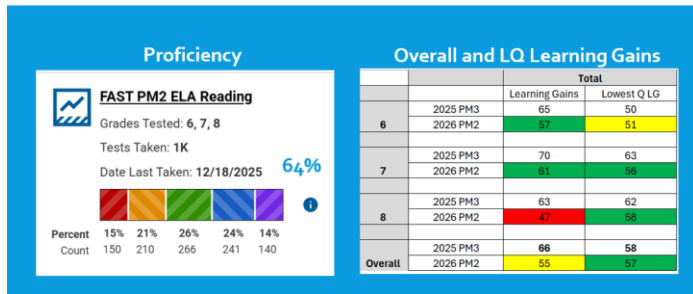 Proficiency
FAST PM2 ELA Reading
Grades Tested: 6, 7, 8
Tests Taken: 1K
Date Last Taken: 12/18/2025
64%
Percent 15% 21% 26% 24% 14%
Count 150 210 266 241 140
Overall and LQ Learning Gains
Total
Learning Gains Lowest Q LG
2025 PM3 65 50
6 2026 PM2 57 51
2025 PM3 70 63
7 2026 PM2 61 56
2025 PM3 63 62
8 2026 PM2 47 58
2025 PM3 66 58
Overall 2026 PM2 55 57